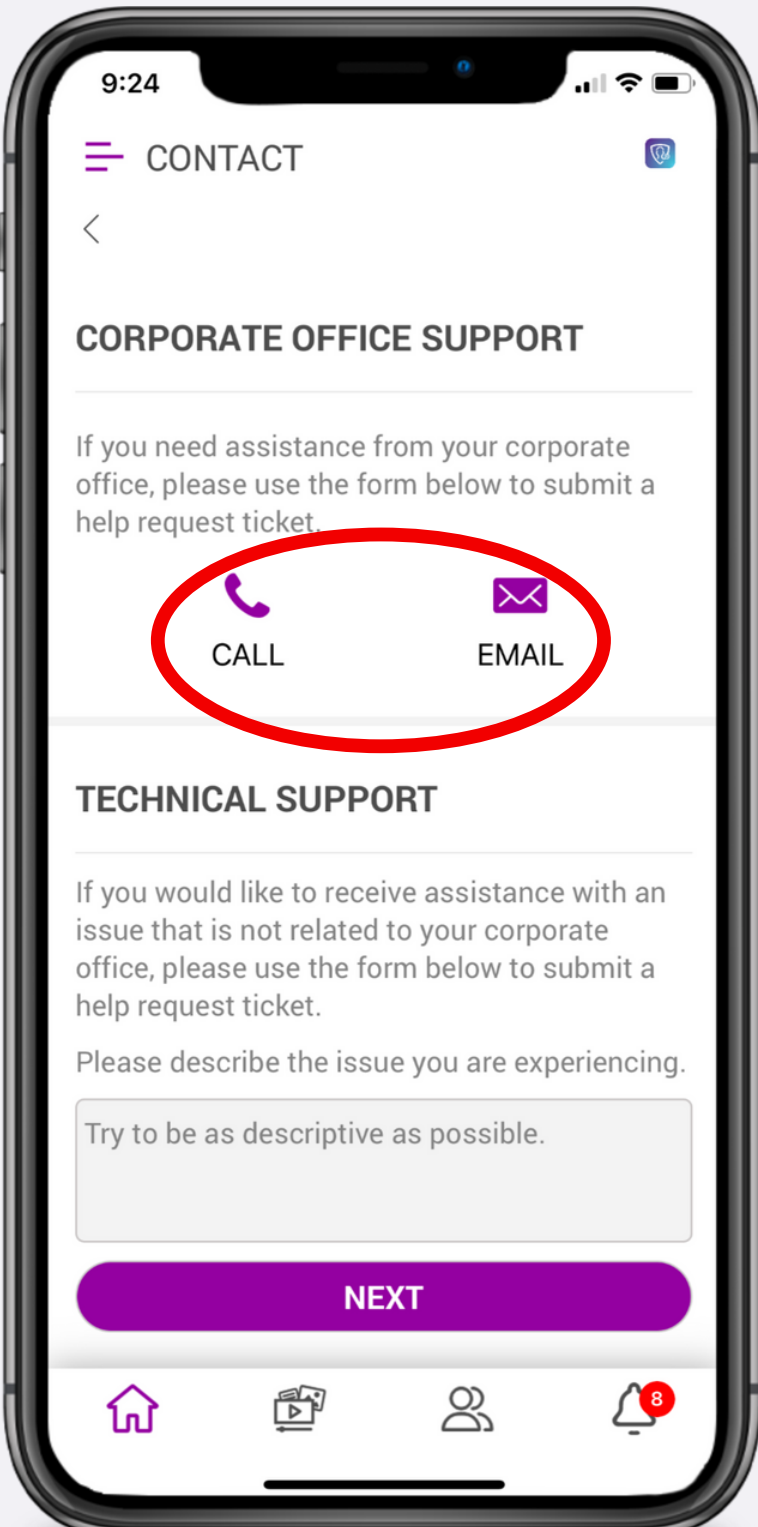 9:24
CONTACT
CORPORATE OFFICE SUPPORT
If you need assistance from your corporate
office, please use the form below to submit a
help request ticket.
CALL EMAIL
TECHNICAL SUPPORT
If you would like to receive assistance with an
issue that is not related to your corporate
office, please use the form below to submit a
help request ticket.
Please describe the issue you are experiencing.
Try to be as descriptive as possible.
NEXT
8